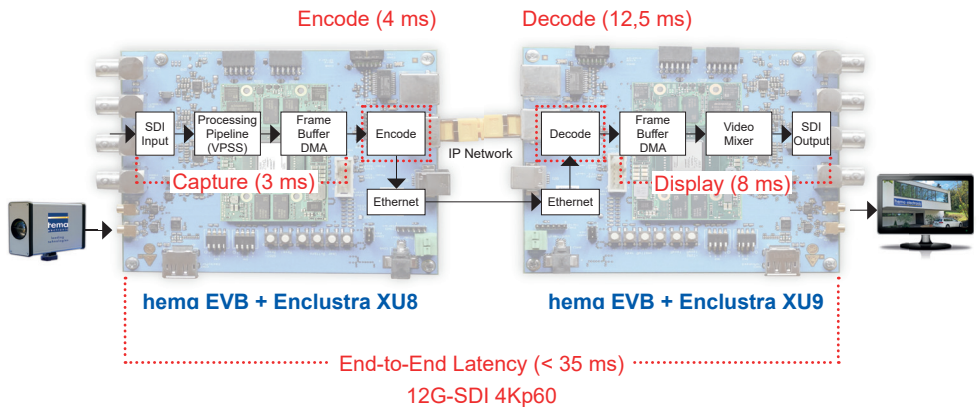 Encode (4 ms)
Decode (12,5 ms)
SDI
Input
Processing
Pipeline
(VPSS)
Frame
Buffer
DMA
Encode
IP Network
Decode
Frame
Buffer
DMA
Video
Mixer
SDI
Output
Capture (3 ms)
Display (8 ms)
Ethernet
Ethernet
hema
hema EVB + Enclustra XU8
hema EVB + Enclustra XU9
End-to-End Latency (< 35 ms)
12G-SDI 4Kp60